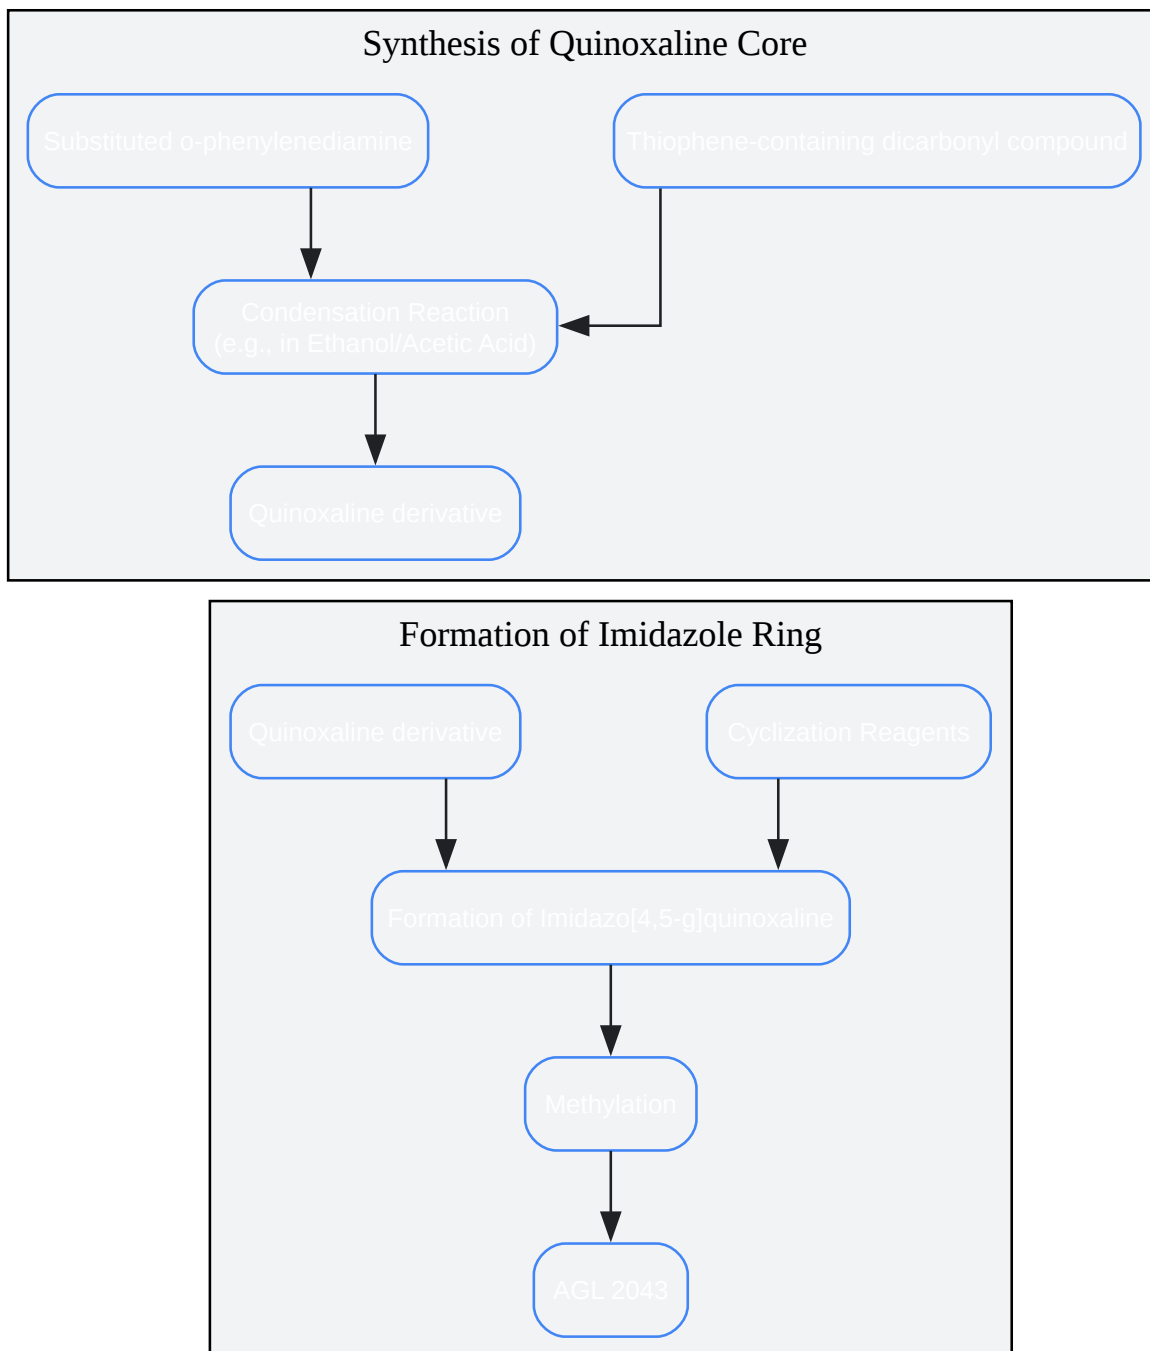 Synthesis of Quinoxaline Core
Substituted o-phenylenediamine
Thiophene-containing dicarbonyl compound
Condensation Reaction
(e.g., in Ethanol/Acetic Acid)
Quinoxaline derivative
Formation of Imidazole Ring
Quinoxaline derivative
Cyclization Reagents
Formation of Imidazo[4,5-g]quinoxaline
Methylation
AGL 2043